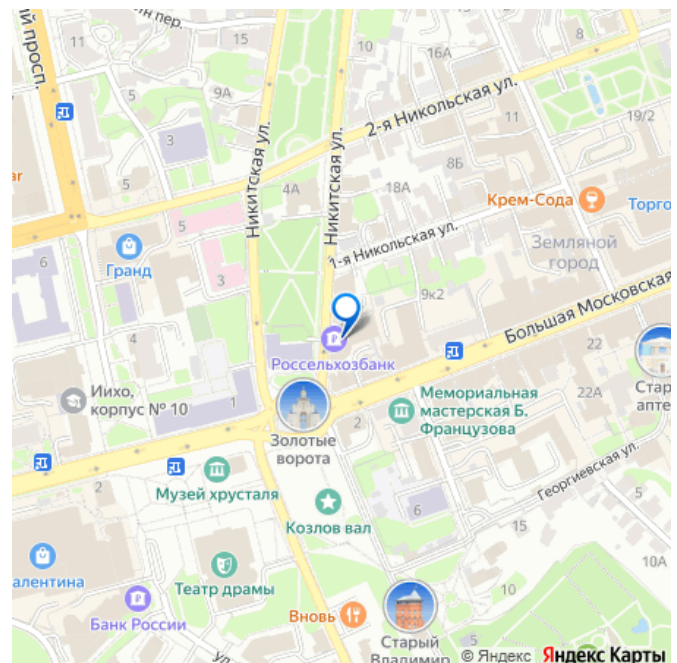 15
10
16А
8
11
9А
3
5
2-я Никольская ул.
11
19/2
Никитская ул.
Никитская ул.
8Б
4А
18А
5
Крем-Сода
Торго
1-я Никольская ул.
Гранд
6
3
Земляной
город
9к2
Большая Московская
Россельхозбанк
22
22А
Стар
апте
Иихо,
корпус № 10
1
2
Мемориальная
мастерская Б.
Французова
Золотые
ворота
Музей хрусталя
2
Козлов вал
6
Георгиевская ул.
5
15
10А
10
алентина
Театр драмы
Банк России
Вновь
Старый
Владимир
© Яндекс Яндекс Карты